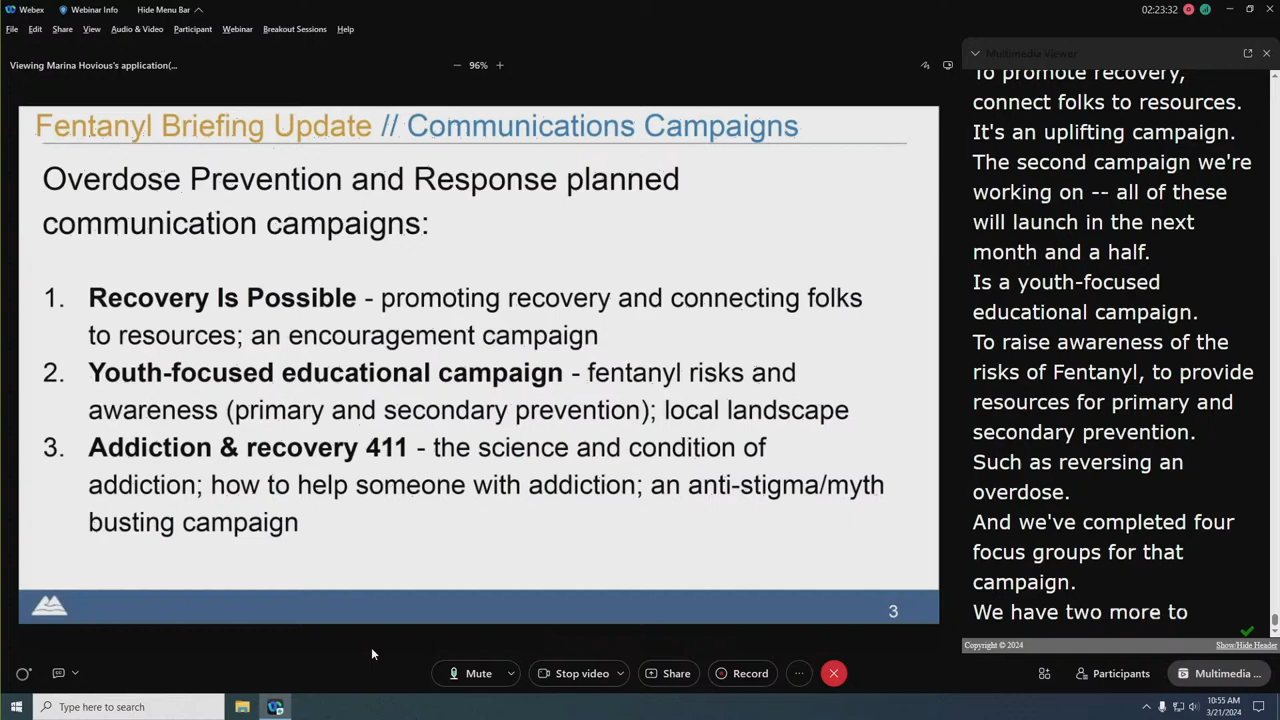 Webex
Webinar Info
Hide Menu Bar
02:23:32
File
Edit
Share
View
Audio & Video
Participant
Webinar
Breakout Sessions
Help
Viewing Marina Hovious's application(...
96%
Fentanyl Briefing Update // Communications Campaigns
Overdose Prevention and Response planned
communication campaigns:
1. Recovery Is Possible - promoting recovery and connecting folks
to resources; an encouragement campaign
2. Youth-focused educational campaign - fentanyl risks and
awareness (primary and secondary prevention); local landscape
3. Addiction & recovery 411 - the science and condition of
addiction; how to help someone with addiction; an anti-stigma/myth
busting campaign
3
Multimedia Viewer
To promote recovery,
connect folks to resources.
It's an uplifting campaign.
The second campaign we're
working on -- all of these
will launch in the next
month and a half.
Is a youth-focused
educational campaign.
To raise awareness of the
risks of Fentanyl, to provide
resources for primary and
secondary prevention.
Such as reversing an
overdose.
And we've completed four
focus groups for that
campaign.
We have two more to
Copyright © 2024
Show/Hide Header
Mute
Stop video
Share
Record
Participants
Multimedia ...
Type here to search
10:55 AM
3/21/2024